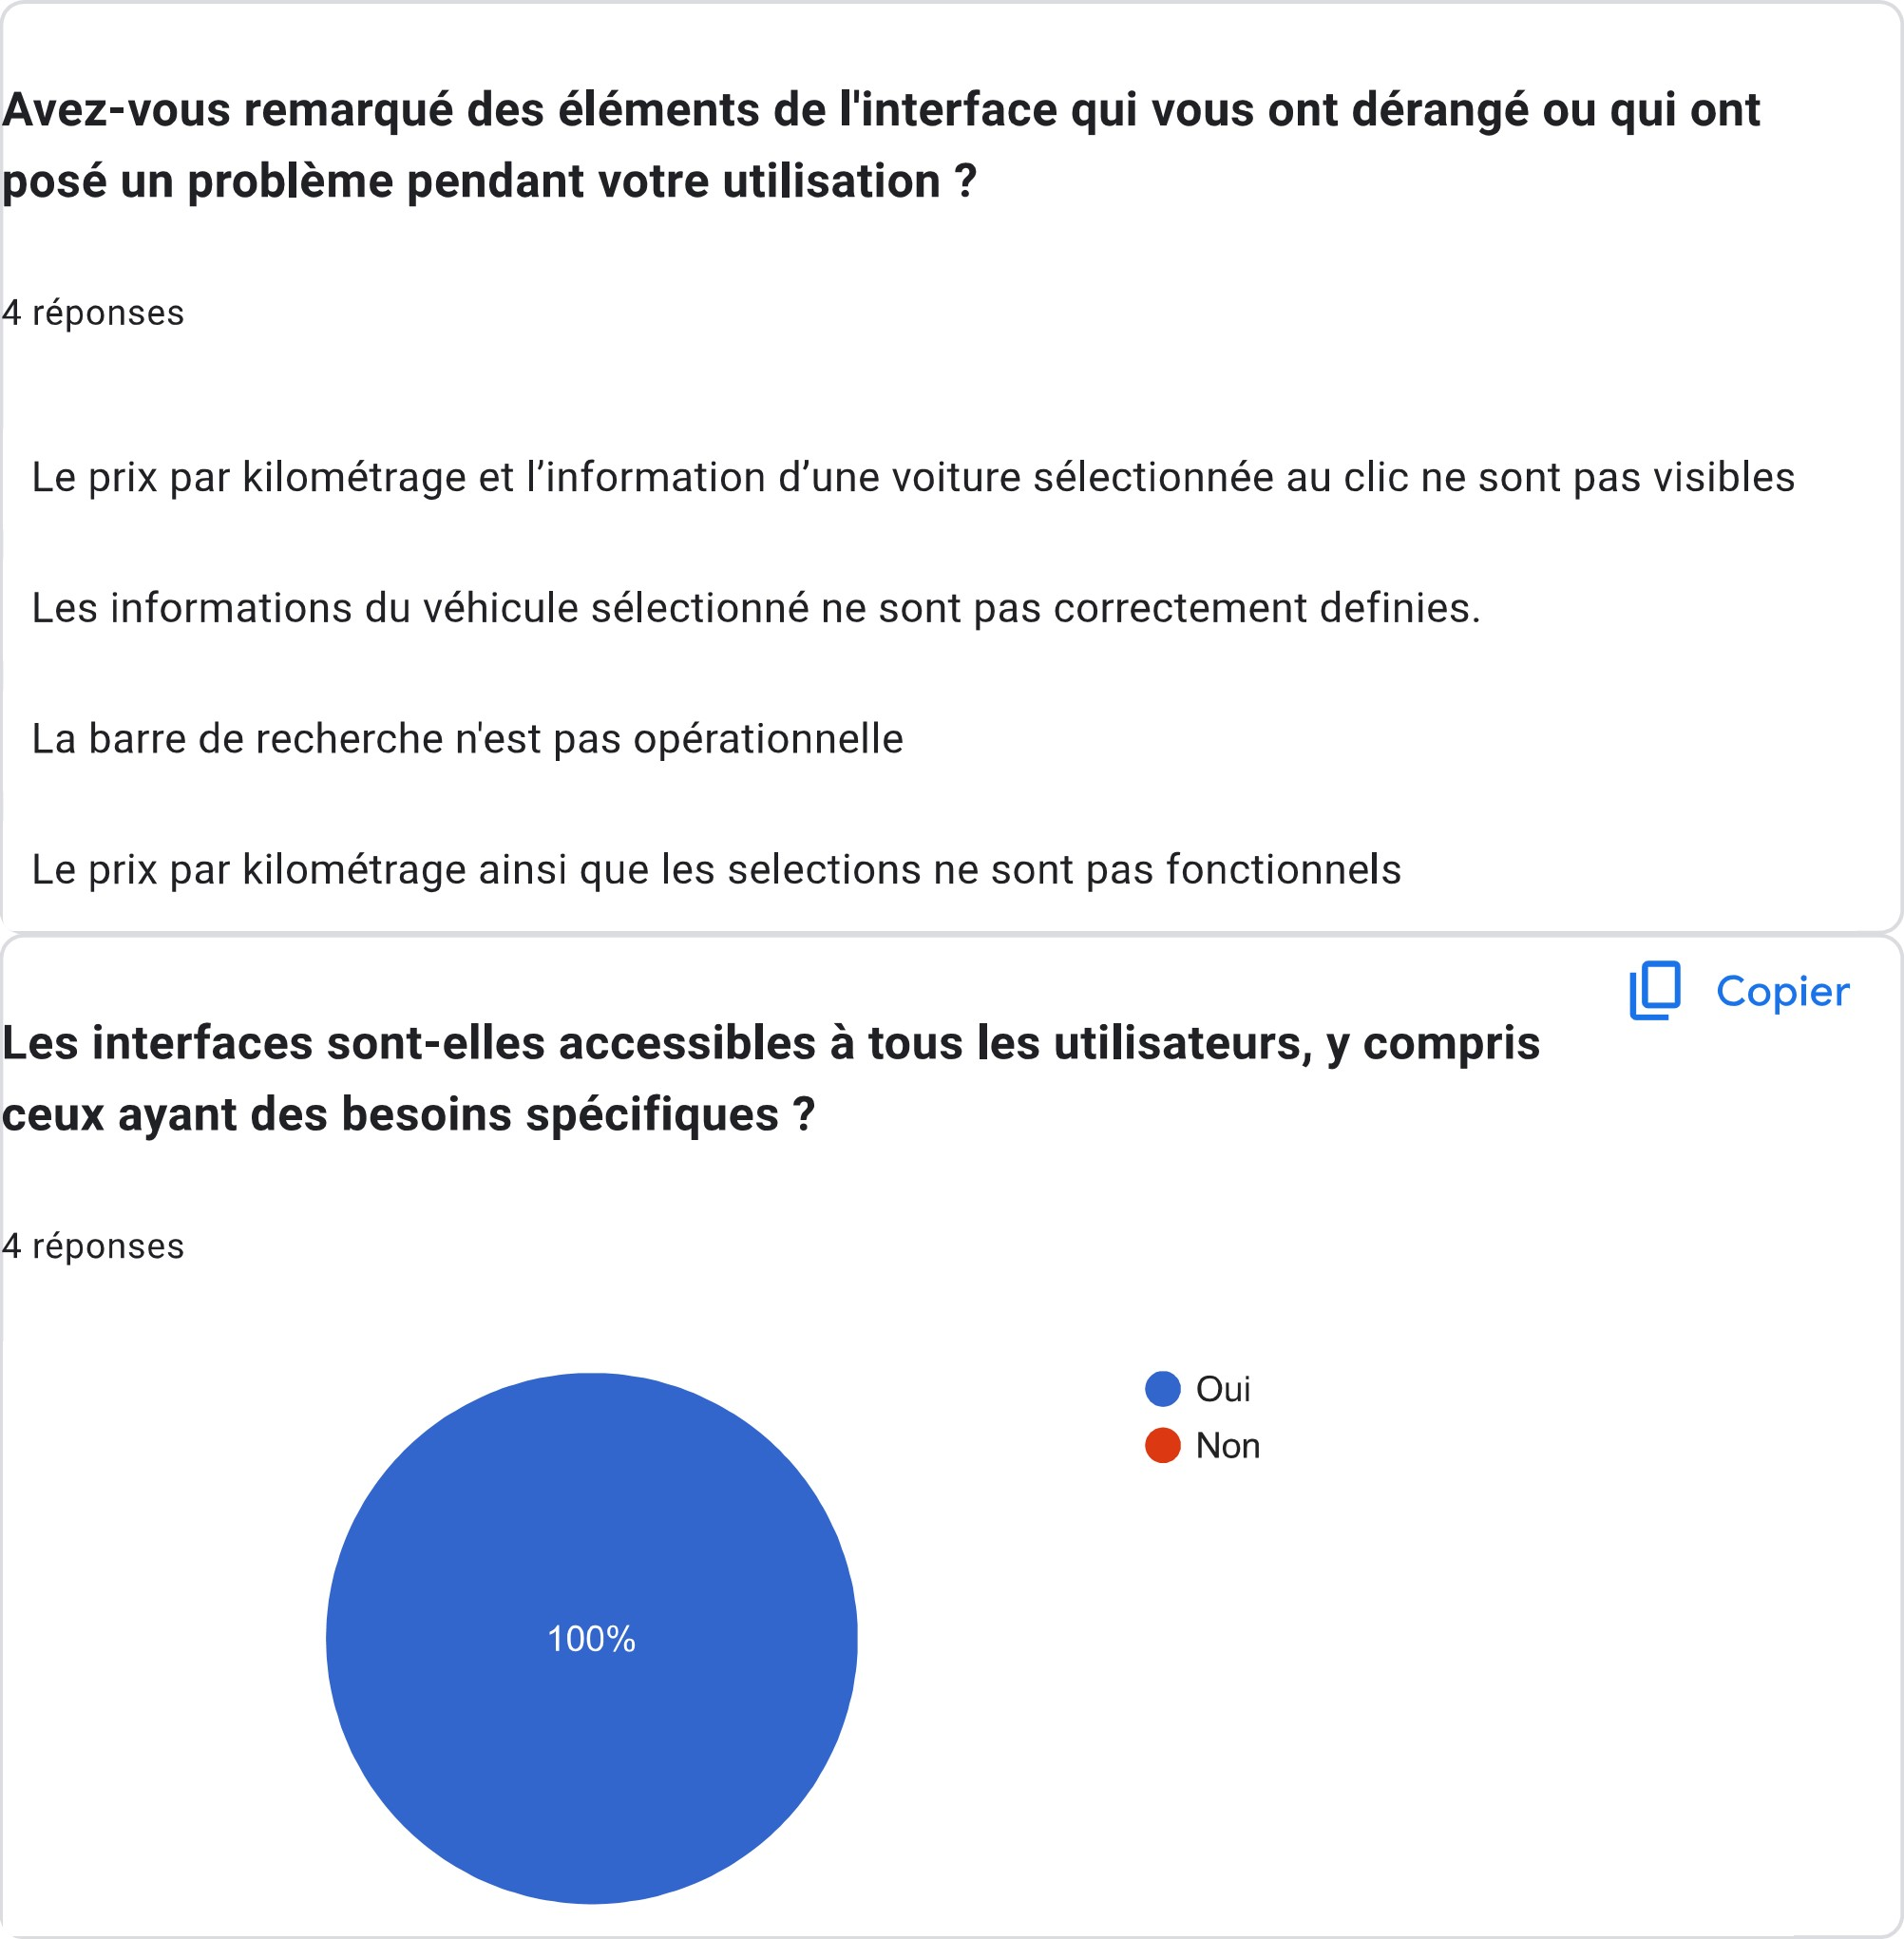 Avez-vous remarqué des éléments de l'interface qui vous ont dérangé ou qui ont
posé un problème pendant votre utilisation ?
4 réponses
Le prix par kilométrage et l’information d’une voiture sélectionnée au clic ne sont pas visibles
Les informations du véhicule sélectionné ne sont pas correctement definies.
La barre de recherche n'est pas opérationnelle
Le prix par kilométrage ainsi que les selections ne sont pas fonctionnels
Copier
Les interfaces sont-elles accessibles à tous les utilisateurs, y compris
ceux ayant des besoins spécifiques ?
4 réponses
Oui
Non
100%